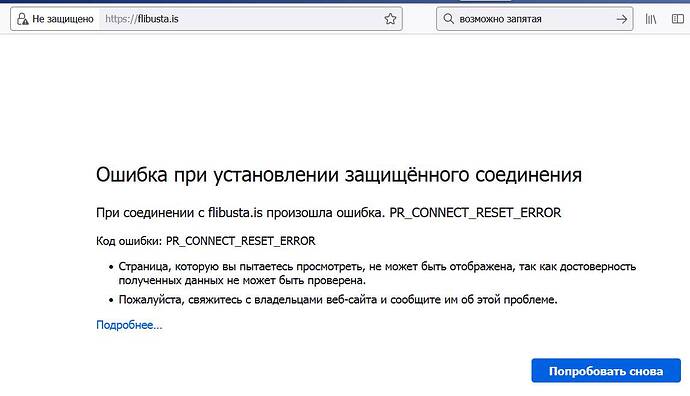 Не защищено https://flibusta.is возможно запятая
Ошибка при установлении защищённого соединения
При соединении с flibusta.is произошла ошибка. PR_CONNECT_RESET_ERROR
Код ошибки: PR_CONNECT_RESET_ERROR
• Страница, которую вы пытаетесь просмотреть, не может быть отображена, так как достоверность
полученных данных не может быть проверена.
• Пожалуйста, свяжитесь с владельцами веб-сайта и сообщите им об этой проблеме.
Подробнее…
Попробовать снова